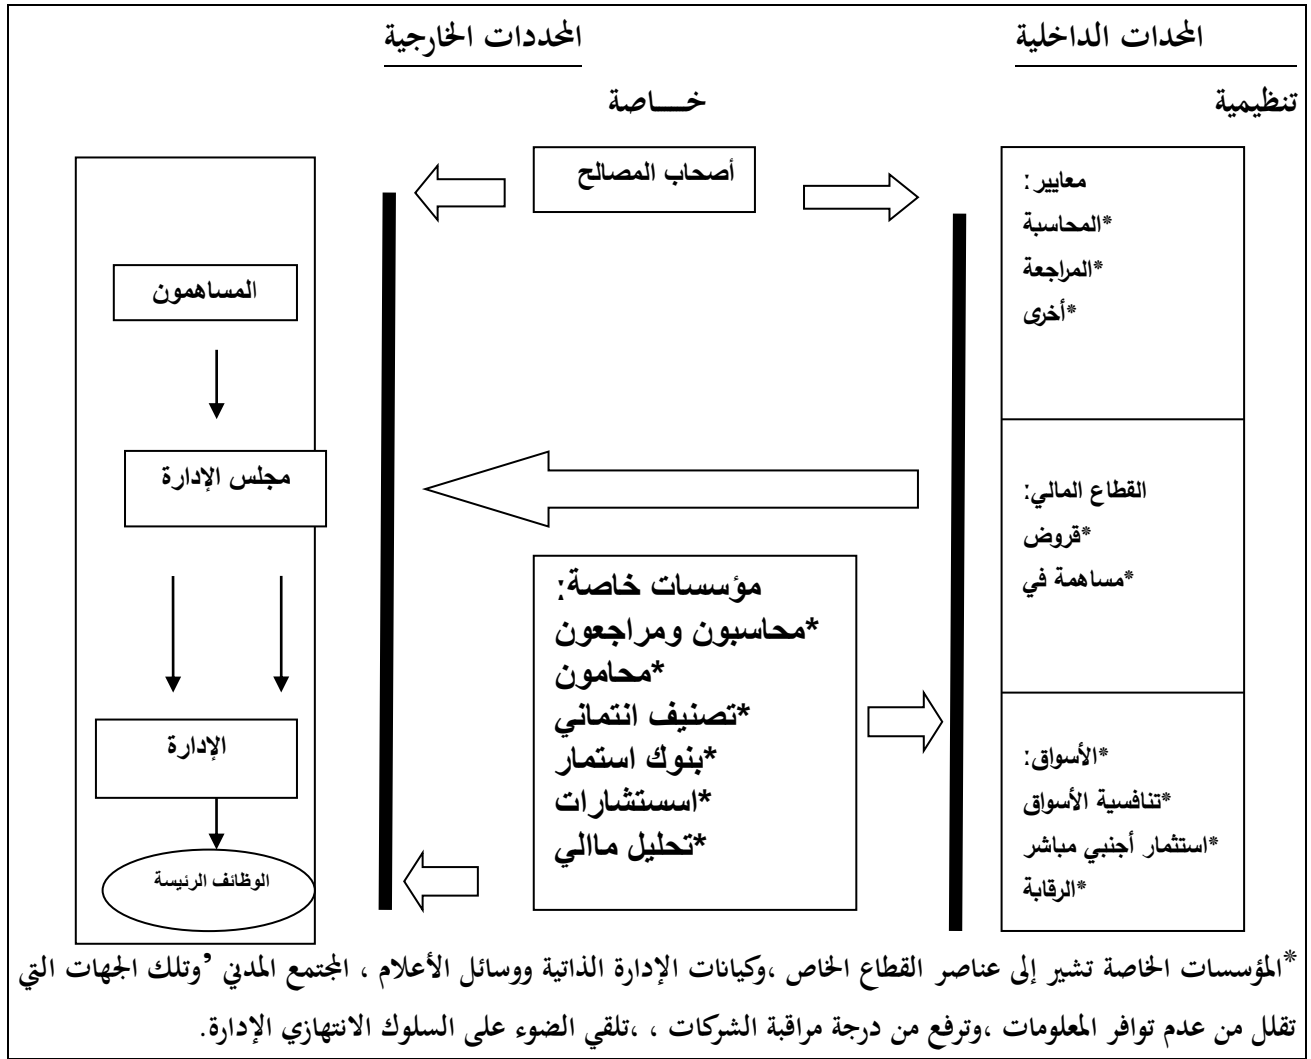 المحدات الداخلية
المحددات الخارجية
تنظيمية
خــــاصة
معايير:
*المحاسبة
*المراجعة
*أخرى
القطاع المالي:
*قروض
*مساهمة في
*الأسواق:
*تنافسية الأسواق
*استثمار أجنبي مباشر
*الرقابة
أصحاب المصالح
مؤسسات خاصة:
*محاسبون ومراجعون
*محامون
*تصنيف انتماني
*بنوك استمار
*اسستشارات
*تحليل ماالي
المساهمون
مجلس الإدارة
الإدارة
الوظائف الرئيسة
*المؤسسات الخاصة تشير إلى عناصر القطاع الخاص ،وكيانات الإدارة الذاتية ووسائل الأعلام ، المجتمع المدني ’وتلك الجهات التي
تقلل من عدم توافر المعلومات ،وترفع من درجة مراقبة الشركات ، ،تلقي الضوء على السلوك الانتهازي الإدارة.